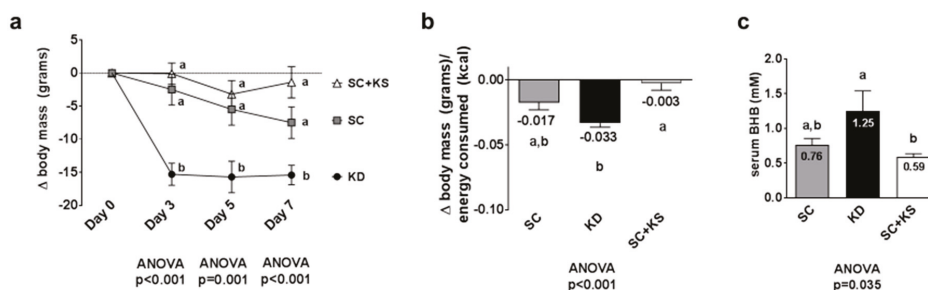 a
Δ body mass (grams)
5
0
-5
-10
-15
-20
a
a
a
a
a
a
b
b
b
SC+KS
SC
KD
Day 0
Day 3
Day 5
Day 7
ANOVA
p<0.001
ANOVA
p=0.001
ANOVA
p<0.001
b
Δ body mass (grams)/
energy consumed (kcal)
0.00
-0.05
-0.10
-0.017
a,b
-0.033
b
-0.003
a
SC
KD
SC+KS
ANOVA
p<0.001
c
serum BHB (mM)
2.0
1.5
1.0
0.5
0.0
a,b
0.76
a
1.25
b
0.59
SC
KD
SC+KS
ANOVA
p=0.035